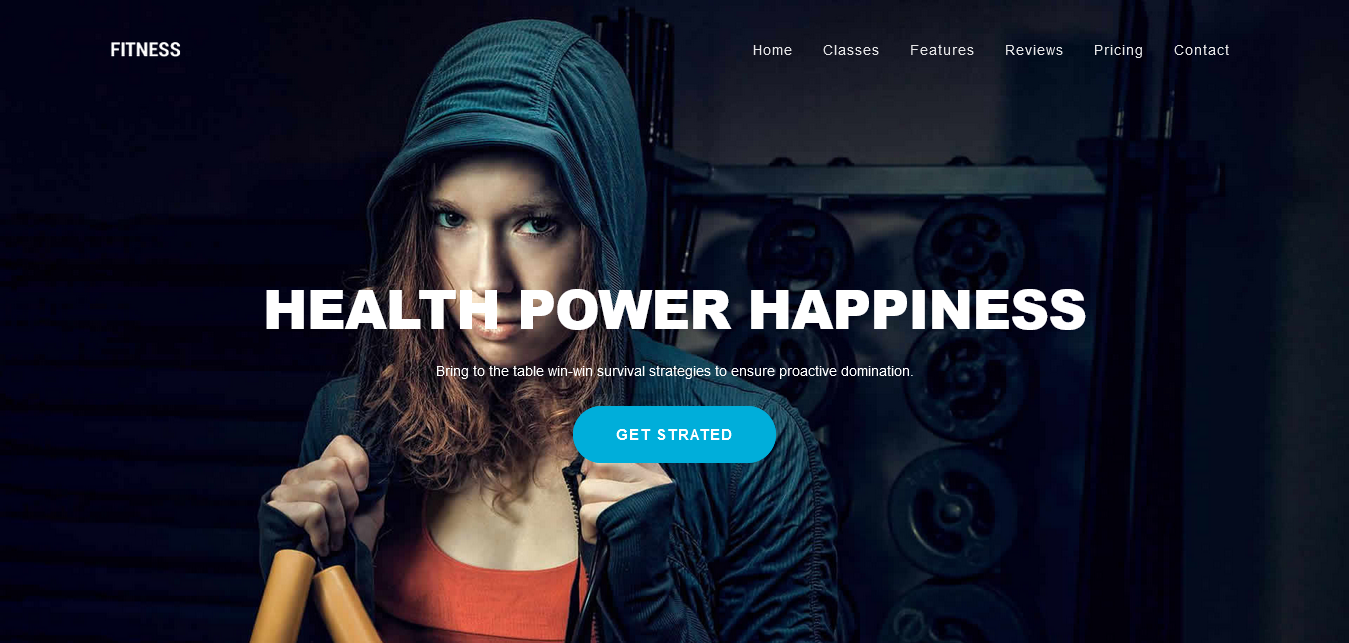 FITNESS
Home Classes Features Reviews Pricing Contact
HEALTH POWER HAPPINESS
Bring to the table win-win survival strategies to ensure proactive domination.
GET STRATED